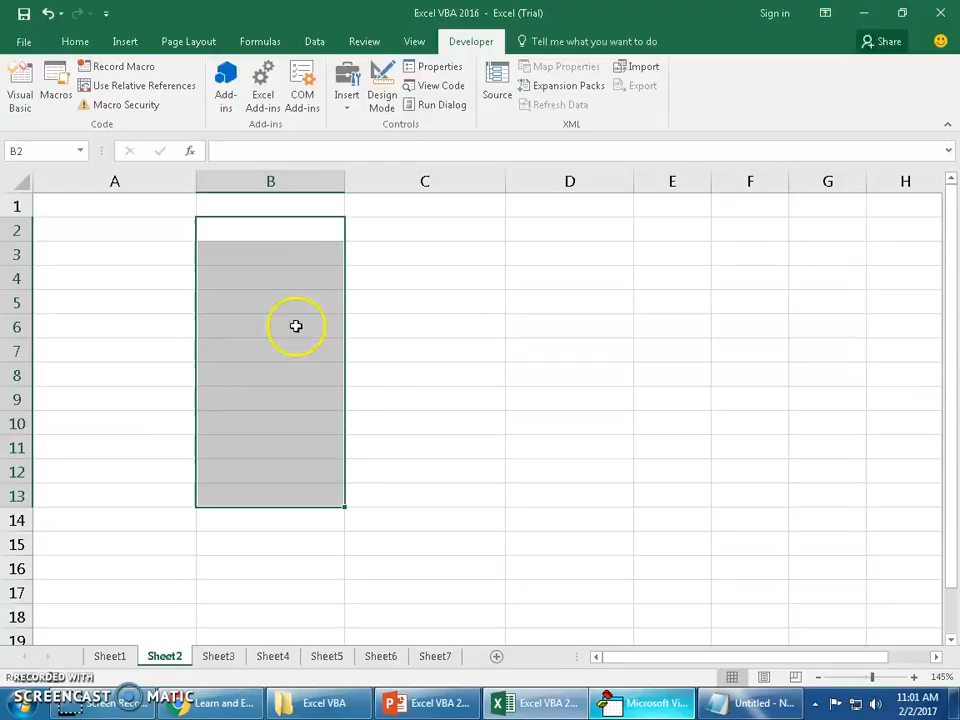 Excel VBA 2016 - Excel (Trial)
Sign in
File
Home
Insert
Page Layout
Formulas
Data
Review
View
Developer
Tell me what you want to do
Share
Visual Basic
Macros
Record Macro
Use Relative References
Macro Security
Code
Add-ins
Excel Add-ins
COM Add-ins
Add-ins
Insert
Design Mode
Properties
View Code
Run Dialog
Controls
Source
Map Properties
Expansion Packs
Refresh Data
Import
Export
XML
B2
fx
A B C D E F G H
1
2
3
4
5
6
7
8
9
10
11
12
13
14
15
16
17
18
19
Sheet1 Sheet2 Sheet3 Sheet4 Sheet5 Sheet6 Sheet7
145%
RECORDED WITH
SCREENCAST MATIC
Screen Rec...
Learn and E...
Excel VBA
Excel VBA 2...
Excel VBA 2...
Microsoft Vi...
Untitled - N...
11:01 AM
2/2/2017